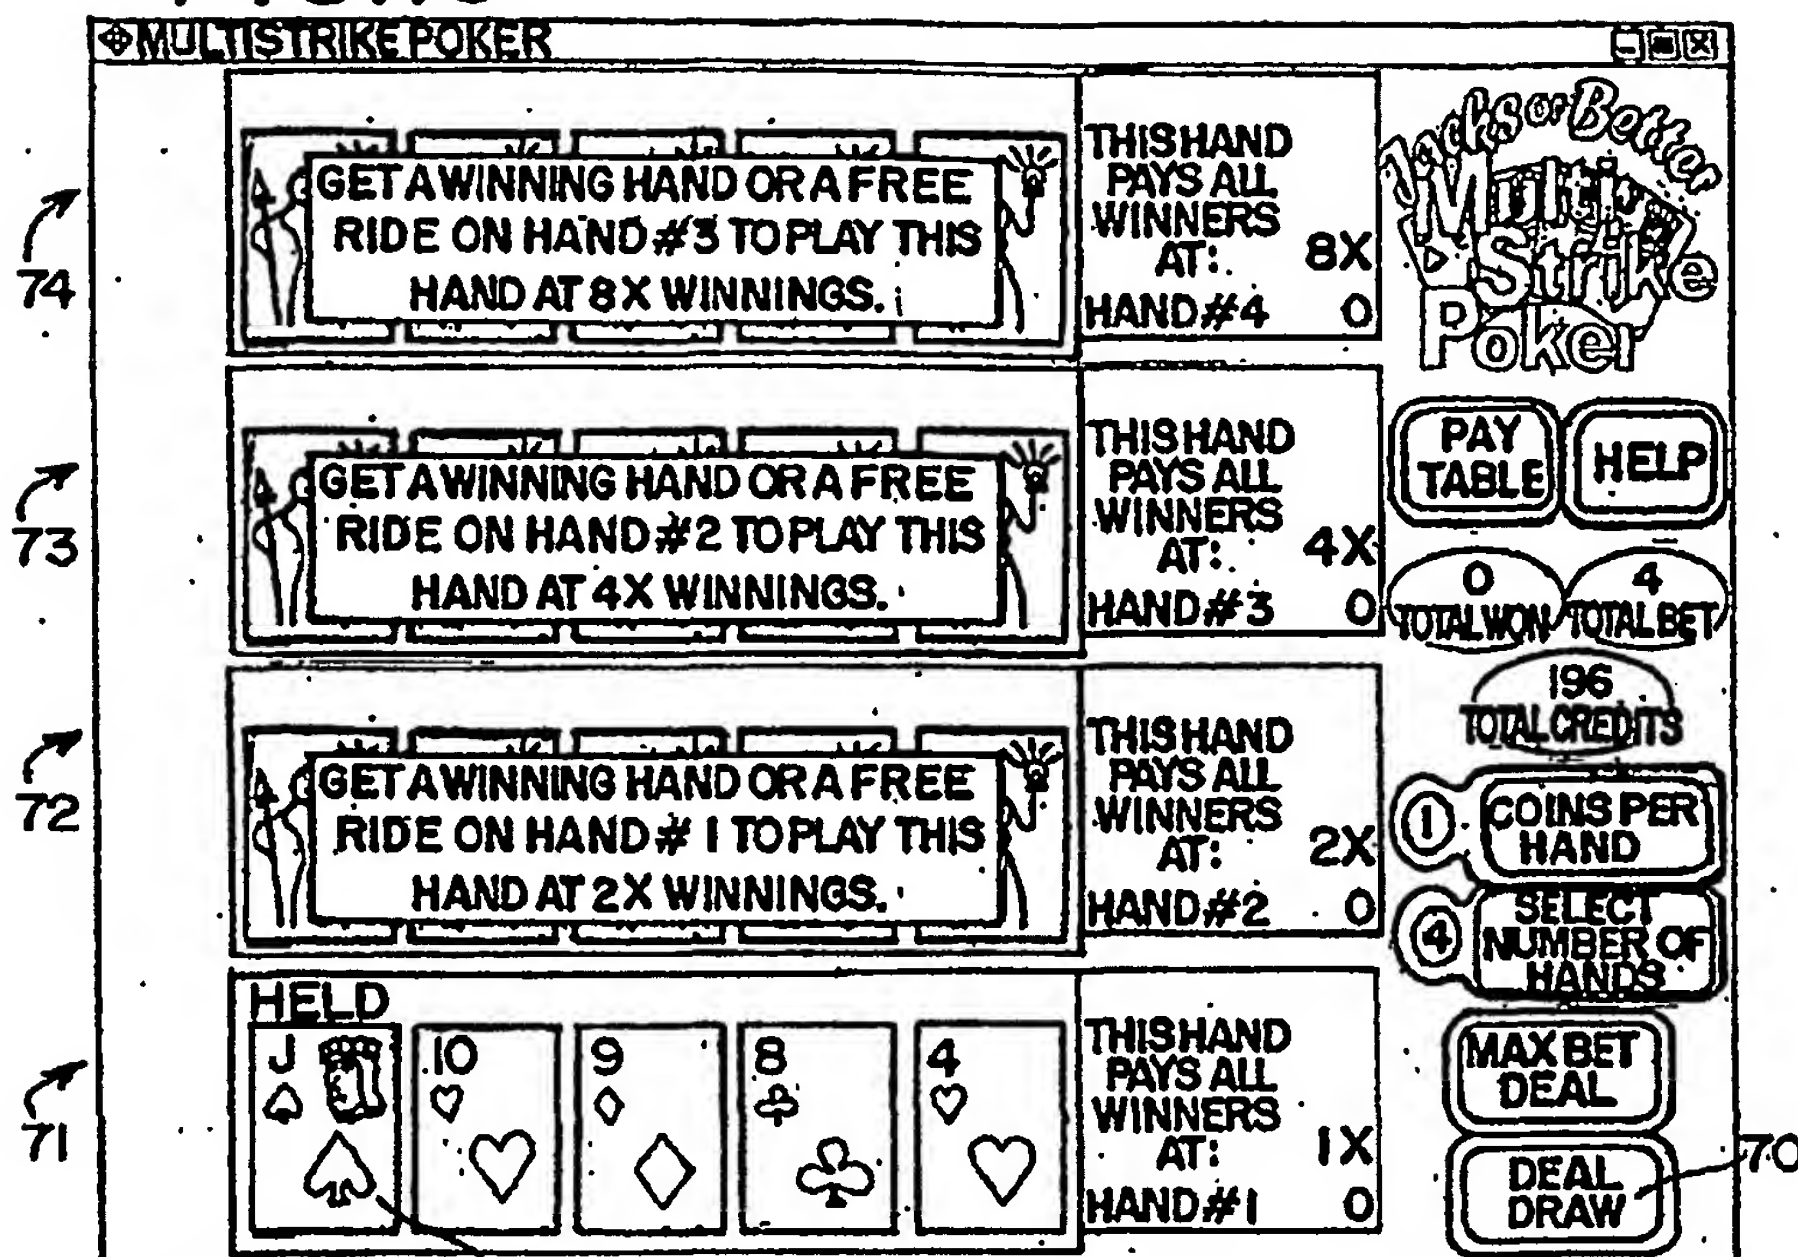 MULTISTRIKE POKER
GET A WINNING HAND OR A FREE
RIDE ON HAND #3 TO PLAY THIS
HAND AT 8X WINNINGS.
THIS HAND
PAYS ALL
WINNERS
AT: 8X
HAND #4 0
74
Jacks or Better
Multi
Strike
Poker
GET A WINNING HAND OR A FREE
RIDE ON HAND #2 TO PLAY THIS
HAND AT 4X WINNINGS.
THIS HAND
PAYS ALL
WINNERS
AT: 4X
HAND #3 0
73
PAY
TABLE
HELP
0
TOTAL WON
4
TOTAL BET
196
TOTAL CREDITS
GET A WINNING HAND OR A FREE
RIDE ON HAND # 1 TO PLAY THIS
HAND AT 2X WINNINGS.
THIS HAND
PAYS ALL
WINNERS
AT: 2X
HAND #2 0
72
1 COINS PER
HAND
4 SELECT
NUMBER OF
HANDS
HELD
J 10 9 8 4
THIS HAND
PAYS ALL
WINNERS
AT: 1X
HAND #1 0
71
MAX BET
DEAL
DEAL
DRAW
70